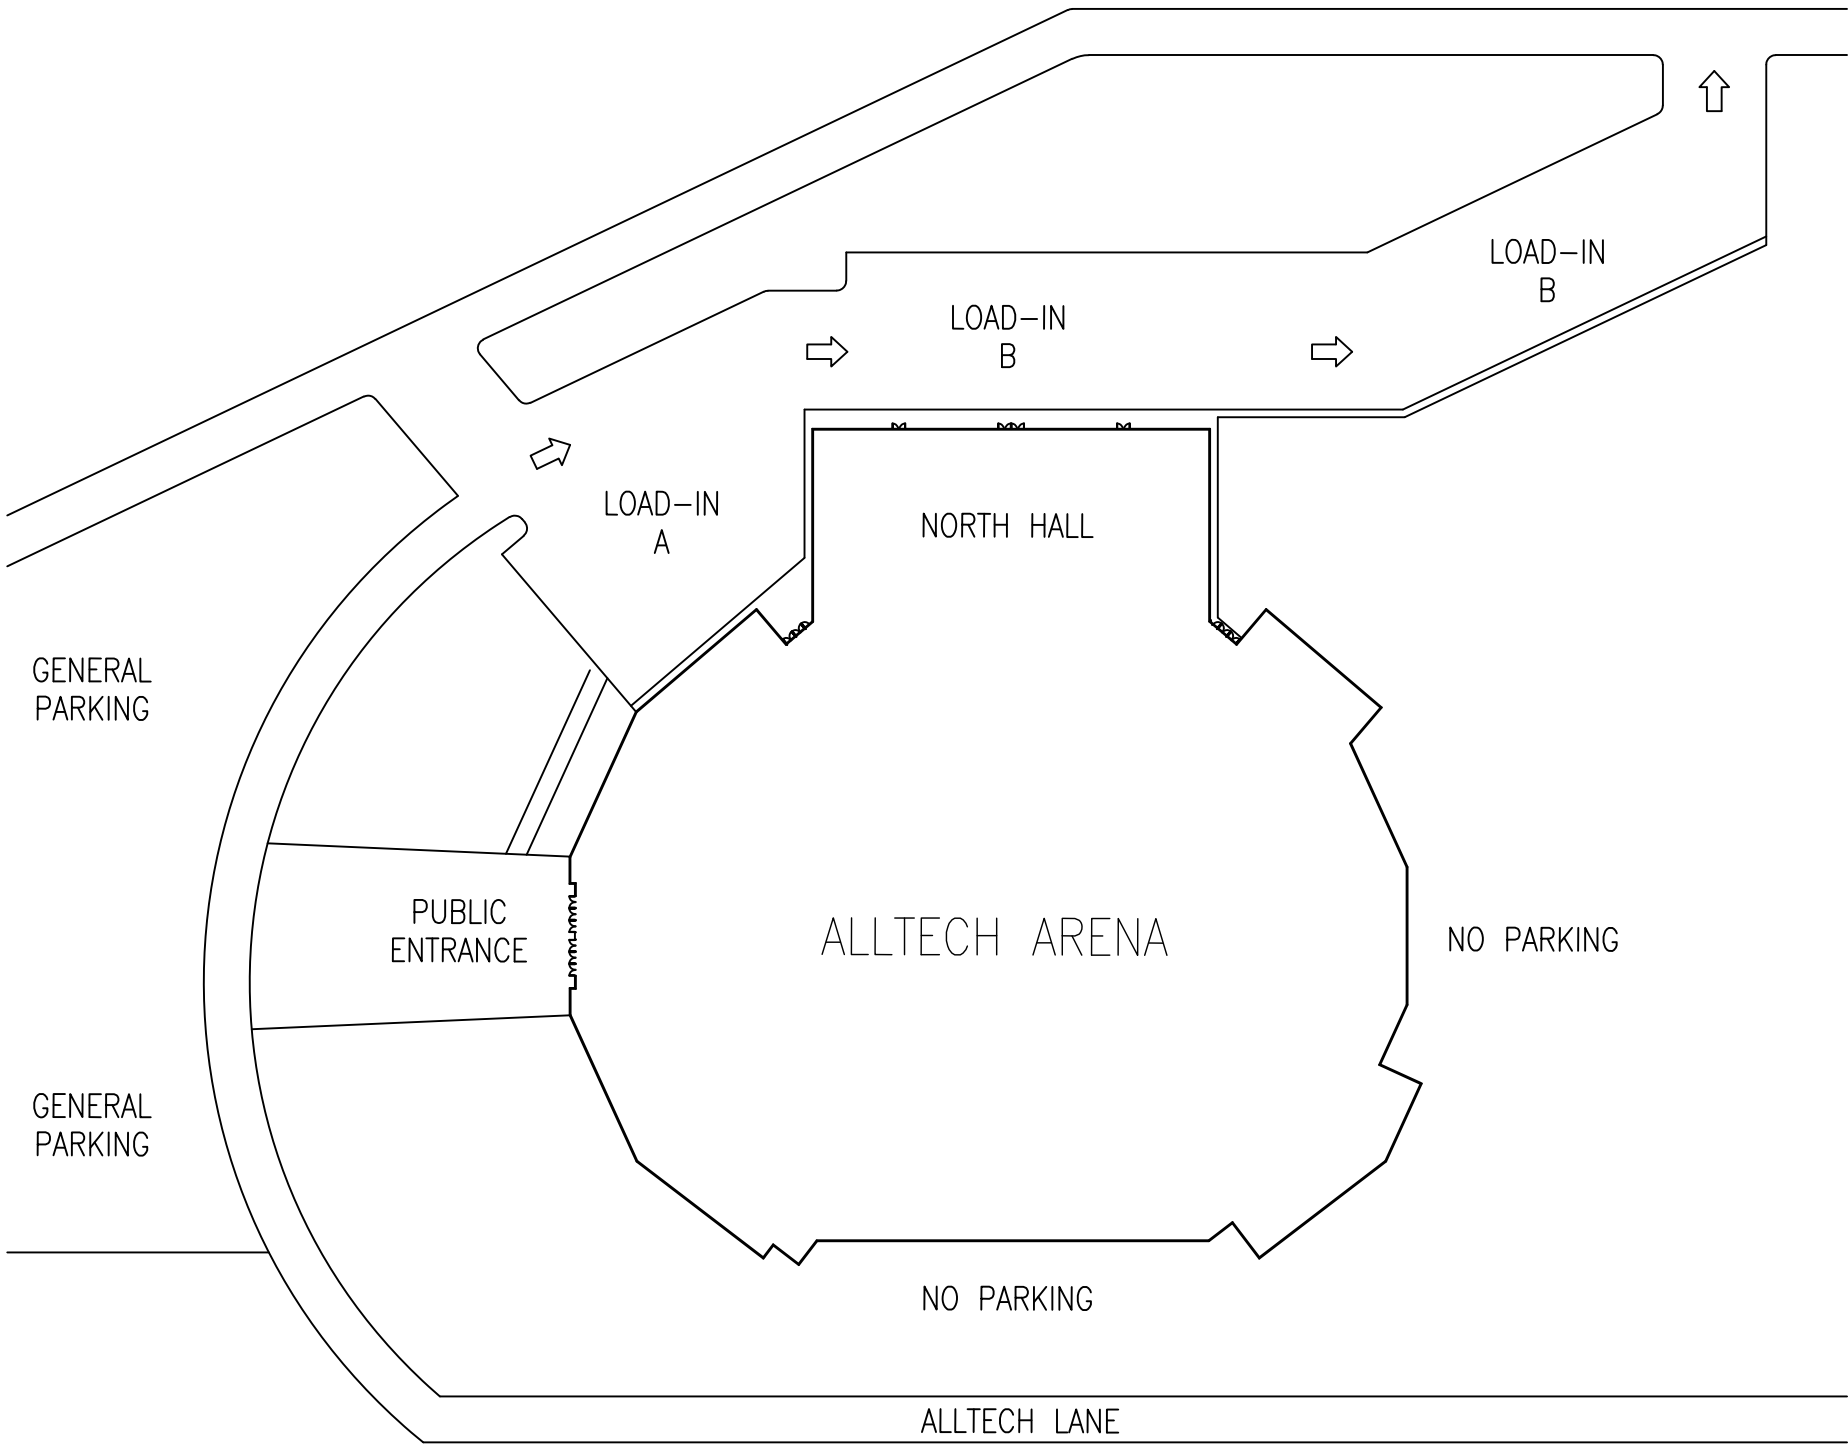 LOAD-IN
B
LOAD-IN
B
LOAD-IN
A
NORTH HALL
GENERAL
PARKING
PUBLIC
ENTRANCE
ALLTECH ARENA
NO PARKING
GENERAL
PARKING
NO PARKING
ALLTECH LANE